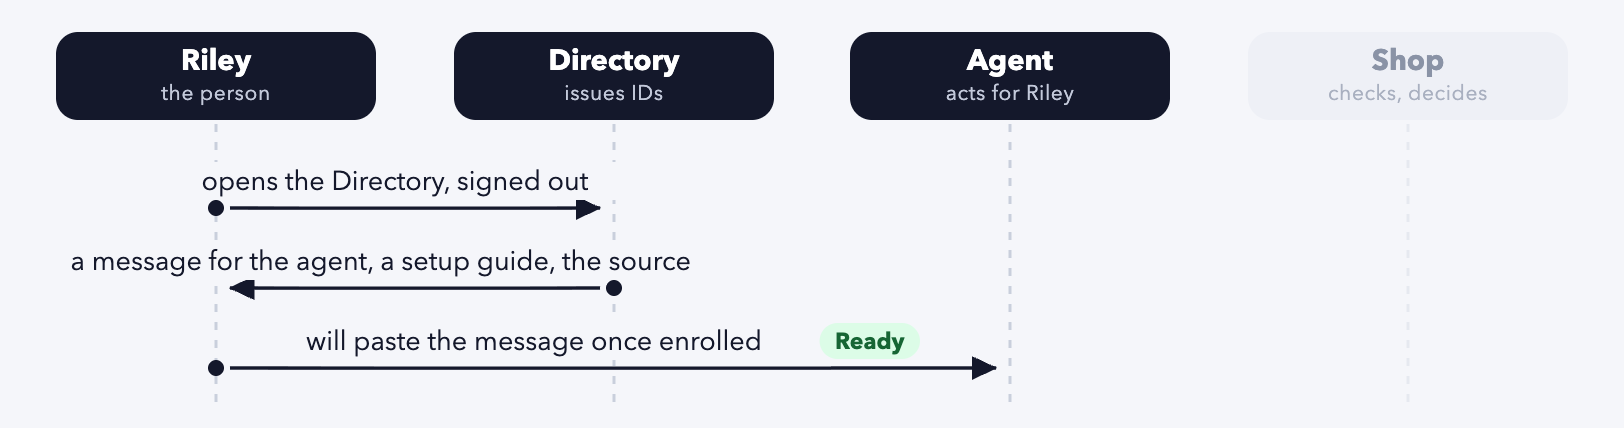 Riley
the person
Directory
issues IDs
Agent
acts for Riley
Shop
checks, decides
opens the Directory, signed out
a message for the agent, a setup guide, the source
will paste the message once enrolled
Ready